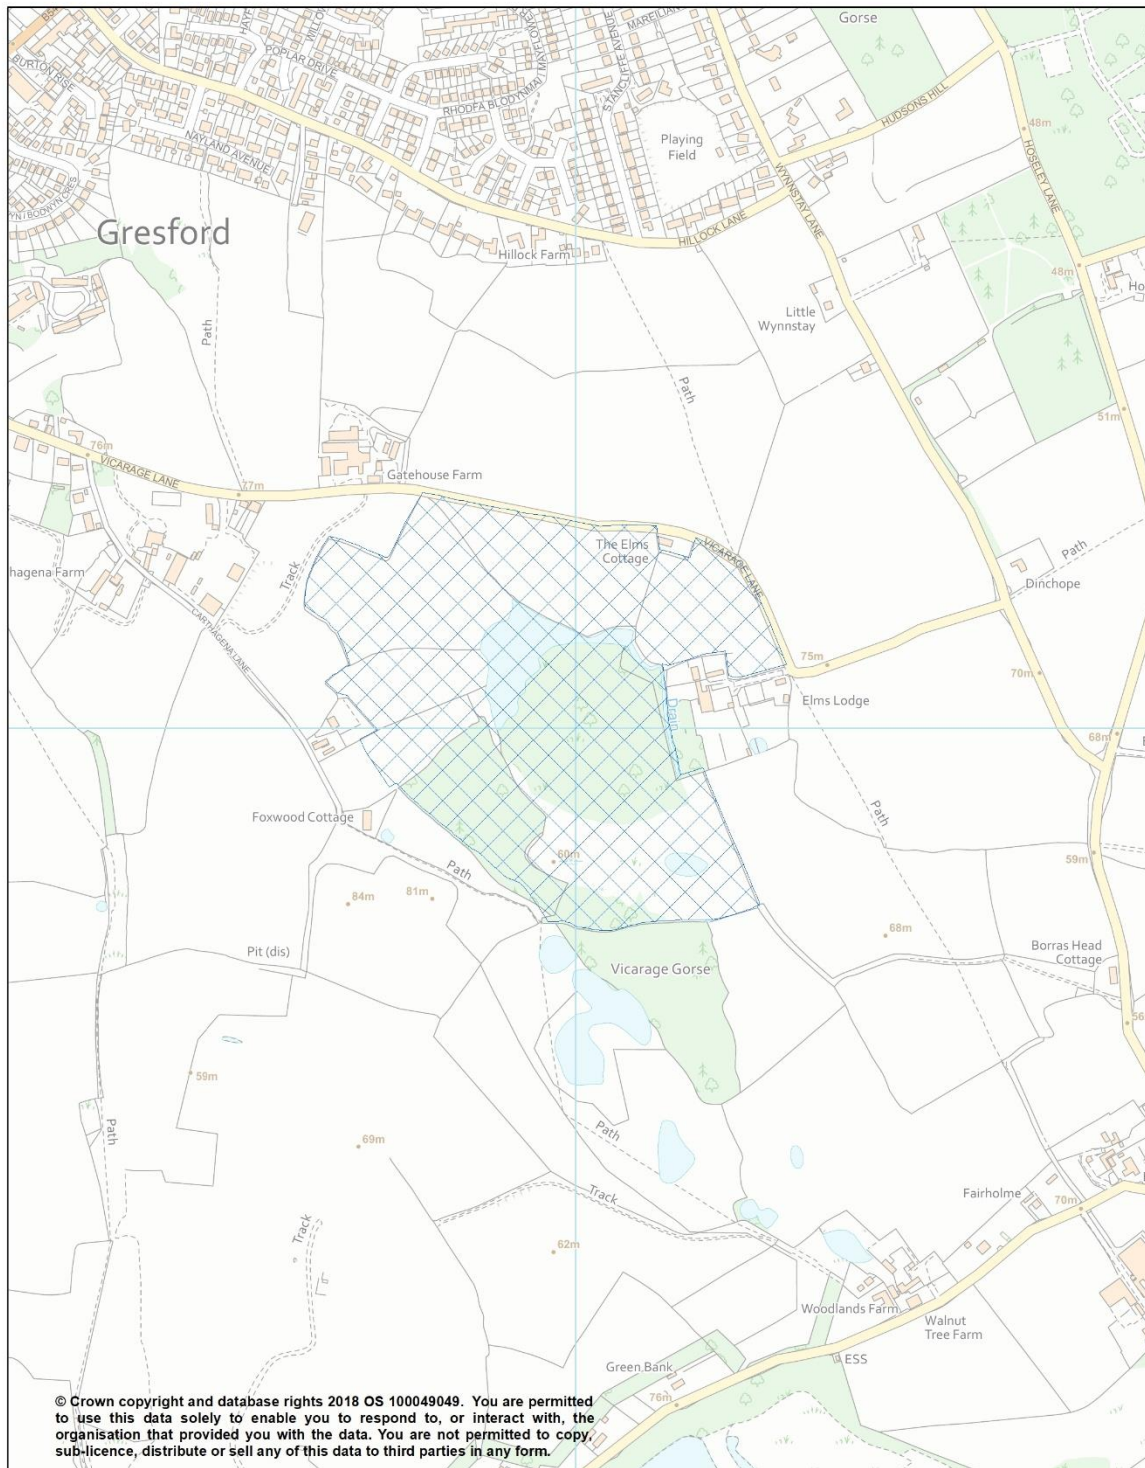 Gorse
POPLAR DRIVE
BURTON RISE
RHODFA BLODYNMAI
MAYFLOWER
STANCLIFFE AVENUE
NAYLAND AVENUE
Playing
Field
HUDSONS HILL
48m
HOSELEY LANE
WYNNSTAY LANE
Gresford
HILLOCK LANE
Hillock Farm
48m
Little
Wynnstay
Path
Path
51m
76m
VICARAGE LANE
77m
Gatehouse Farm
The Elms
Cottage
VICARAGE LANE
Path
Dinchope
Track
CARTHAGENA LANE
75m
70m
Elms Lodge
Drain
68m
Foxwood Cottage
Path
Path
60m
59m
84m
81m
68m
Pit (dis)
Vicarage Gorse
Borras Head
Cottage
59m
Path
69m
Path
Track
Track
62m
Fairholme
70m
Woodlands Farm
Walnut
Tree Farm
Green Bank
ESS
76m
© Crown copyright and database rights 2018 OS 100049049. You are permitted
to use this data solely to enable you to respond to, or interact with, the
organisation that provided you with the data. You are not permitted to copy,
sub-licence, distribute or sell any of this data to third parties in any form.